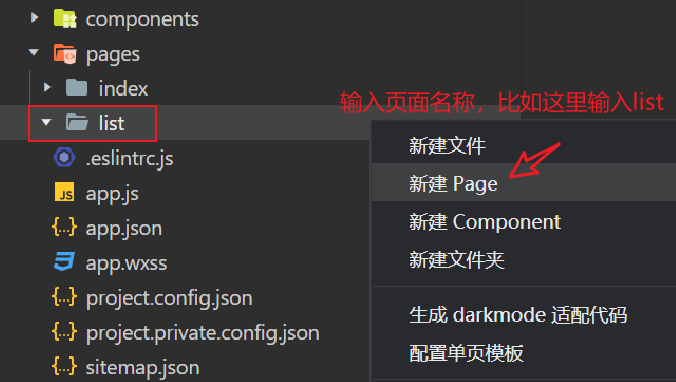 components
pages
index
输入页面名称，比如这里输入list
list
新建文件
.eslintrc.js
新建 Page
app.js
新建 Component
app.json
新建文件夹
app.wxss
project.config.json
生成 darkmode 适配代码
project.private.config.json
配置单页模板
sitemap.json